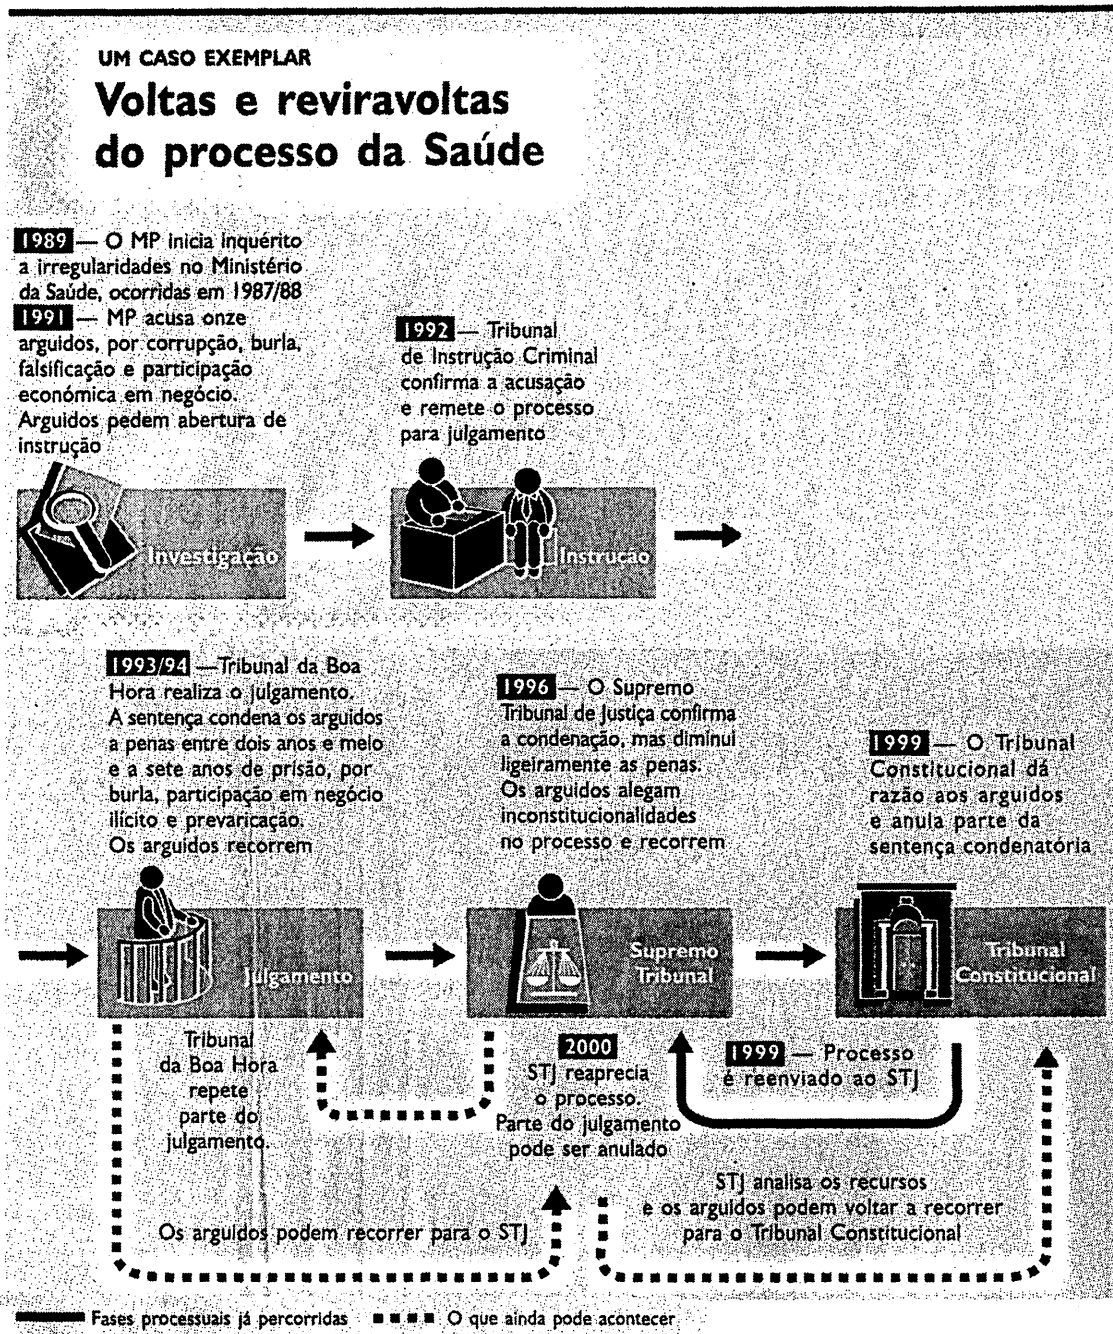 UM CASO EXEMPLAR
Voltas e reviravoltas
do processo da Saúde
1989 — O MP inicia inquérito
a irregularidades no Ministério
da Saúde, ocorridas em 1987/88
1991 — MP acusa onze
arguidos, por corrupção, burla,
falsificação e participação
económica em negócio.
Arguidos pedem abertura de
instrução
Investigação
1992 — Tribunal
de Instrução Criminal
confirma a acusação
e remete o processo
para julgamento
Instrução
1993/94 —Tribunal da Boa
Hora realiza o julgamento.
A sentença condena os arguidos
a penas entre dois anos e meio
e a sete anos de prisão, por
burla, participação em negócio
ilícito e prevaricação.
Os arguidos recorrem
Julgamento
1996 — O Supremo
Tribunal de Justiça confirma
a condenação, mas diminui
ligeiramente as penas.
Os arguidos alegam
inconstitucionalidades
no processo e recorrem
Supremo
Tribunal
1999 — O Tribunal
Constitucional dá
razão aos arguidos
e anula parte da
sentença condenatória
Tribunal
Constitucional
Tribunal
da Boa Hora
repete
parte do
julgamento.
2000
STJ reaprecia
o processo.
Parte do julgamento
pode ser anulado
1999 — Processo
é reenviado ao STJ
Os arguidos podem recorrer para o STJ
STJ analisa os recursos
e os arguidos podem voltar a recorrer
para o Tribunal Constitucional
Fases processuais já percorridas
O que ainda pode acontecer